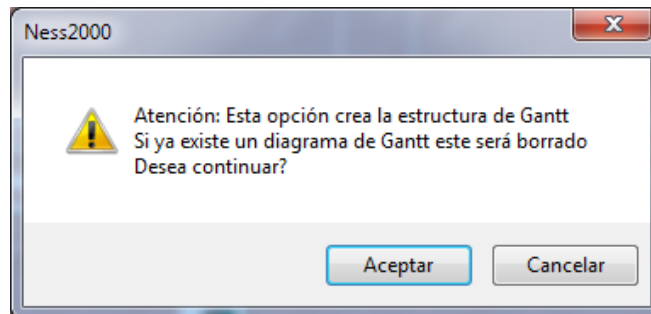 Ness2000
Atención: Esta opción crea la estructura de Gantt
Si ya existe un diagrama de Gantt este será borrado
Desea continuar?
Aceptar
Cancelar